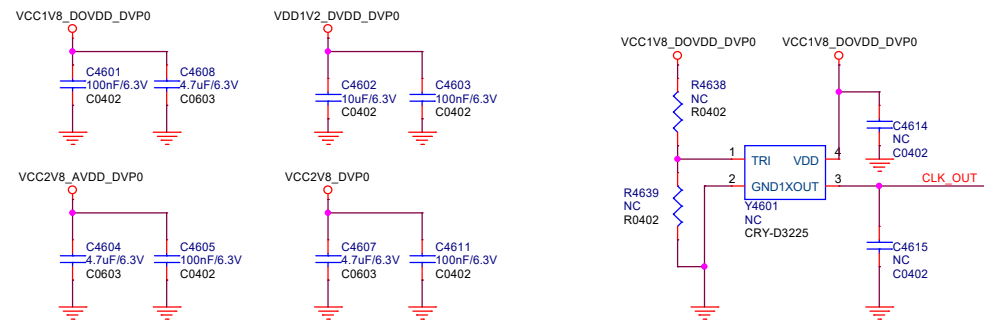 VCC1V8_DOVDD_DVP0
C4601
100nF/6.3V
C0402
C4608
4.7uF/6.3V
C0603
VDD1V2_DVDD_DVP0
C4602
10uF/6.3V
C0402
C4603
100nF/6.3V
C0402
VCC2V8_AVDD_DVP0
C4604
4.7uF/6.3V
C0603
C4605
100nF/6.3V
C0402
VCC2V8_DVP0
C4607
4.7uF/6.3V
C0603
C4611
100nF/6.3V
C0402
VCC1V8_DOVDD_DVP0
VCC1V8_DOVDD_DVP0
R4638
NC
R0402
C4614
NC
C0402
1
TRI
VDD
4
2
GND1XOUT
3
CLK_OUT
R4639
NC
R0402
Y4601
NC
CRY-D3225
C4615
NC
C0402